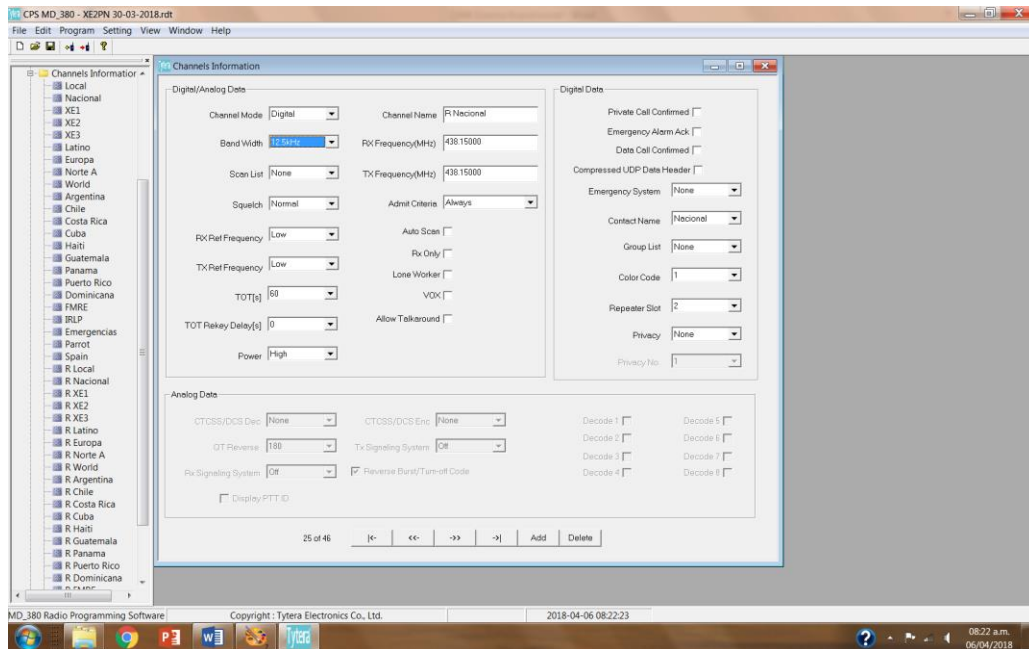 CPS MD_380 - XE2PN 30-03-2018.rdt
File Edit Program Setting View Window Help
Channels Information
Local
Nacional
XE1
XE2
XE3
Latino
Europa
Norte A
World
Argentina
Chile
Costa Rica
Cuba
Haiti
Guatemala
Panama
Puerto Rico
Dominicana
FMRE
IRLP
Emergencias
Parrot
Spain
R Local
R Nacional
R XE1
R XE2
R XE3
R Latino
R Europa
R Norte A
R World
R Argentina
R Chile
R Costa Rica
R Cuba
R Haiti
R Guatemala
R Panama
R Puerto Rico
R Dominicana
Channels Information
Digital/Analog Data
Channel Mode Digital Channel Name R Nacional
Band Width 12.5kHz RX Frequency(MHz) 438.15000
Scan List None TX Frequency(MHz) 438.15000
Squelch Normal Admit Criteria Always
RX Ref Frequency Low Auto Scan
Rx Only
TX Ref Frequency Low Lone Worker
TOT[s] 60 VOX
TOT Rekey Delay[s] 0 Allow Talkaround
Power High
Digital Data
Private Call Confirmed
Emergency Alarm Ack
Data Call Confirmed
Compressed UDP Data Header
Emergency System None
Contact Name Nacional
Group List None
Color Code 1
Repeater Slot 2
Privacy None
Privacy No. 1
Analog Data
CTCSS/DCS Dec None CTCSS/DCS Enc None Decode 1 Decode 5
QT Reverse 180 Tx Signaling System Off Decode 2 Decode 6
Decode 3 Decode 7
Rx Signaling System Off Reverse Burst/Turn-off Code Decode 4 Decode 8
Display PTT ID
25 of 46 |<- <<- ->> ->| Add Delete
MD_380 Radio Programming Software Copyright : Tytera Electronics Co., Ltd. 2018-04-06 08:22:23
Tytera
08:22 a.m.
06/04/2018